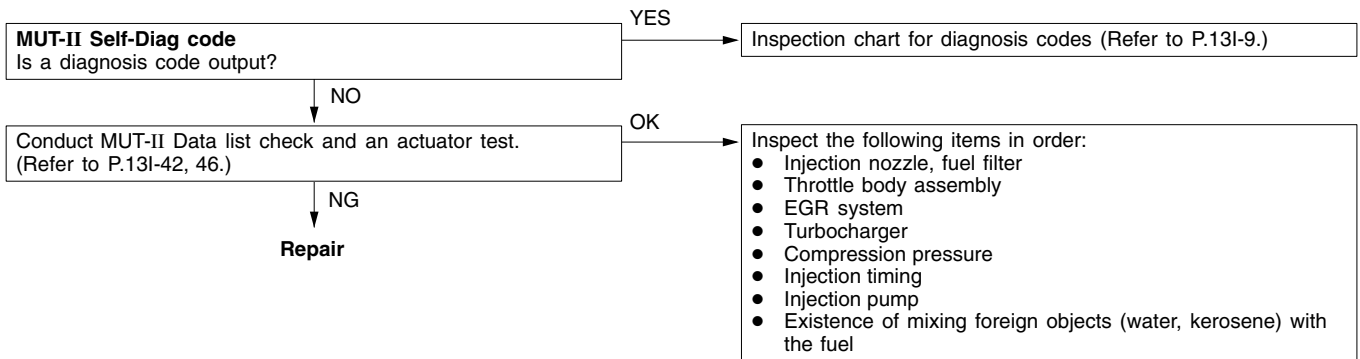 YES
MUT-II Self-Diag code
Is a diagnosis code output?
Inspection chart for diagnosis codes (Refer to P.13I-9.)
NO
OK
Conduct MUT-II Data list check and an actuator test.
(Refer to P.13I-42, 46.)
NG
Repair
Inspect the following items in order:
● Injection nozzle, fuel filter
● Throttle body assembly
● EGR system
● Turbocharger
● Compression pressure
● Injection timing
● Injection pump
● Existence of mixing foreign objects (water, kerosene) with
the fuel